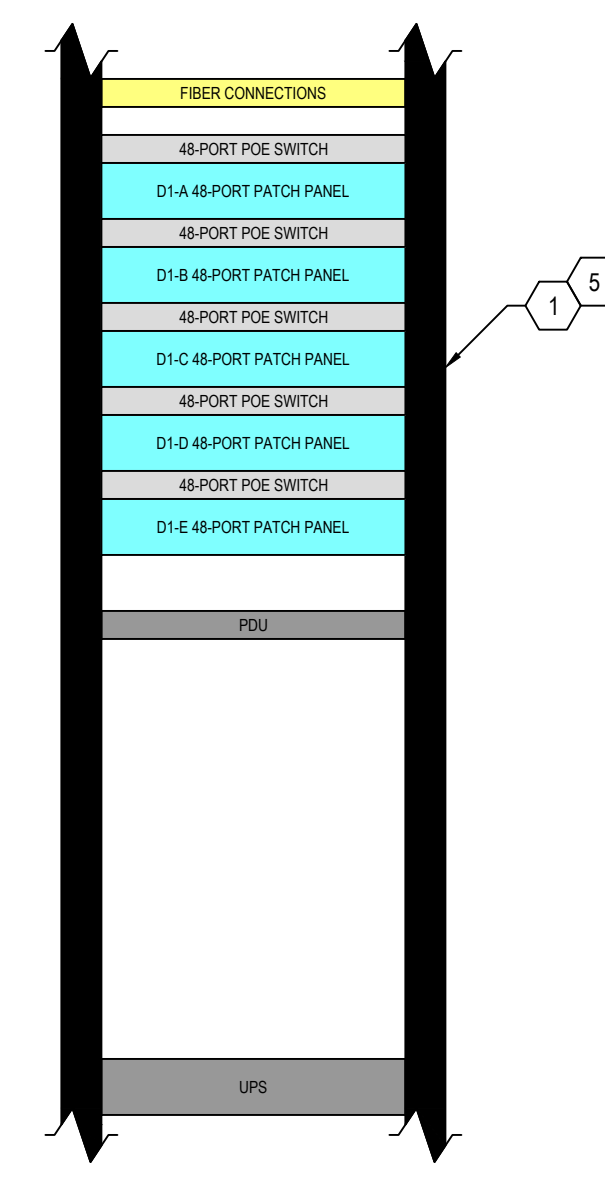 FIBER CONNECTIONS
48-PORT POE SWITCH
D1-A 48-PORT PATCH PANEL
48-PORT POE SWITCH
D1-B 48-PORT PATCH PANEL
5
1
48-PORT POE SWITCH
D1-C 48-PORT PATCH PANEL
48-PORT POE SWITCH
D1-D 48-PORT PATCH PANEL
48-PORT POE SWITCH
D1-E 48-PORT PATCH PANEL
PDU
UPS